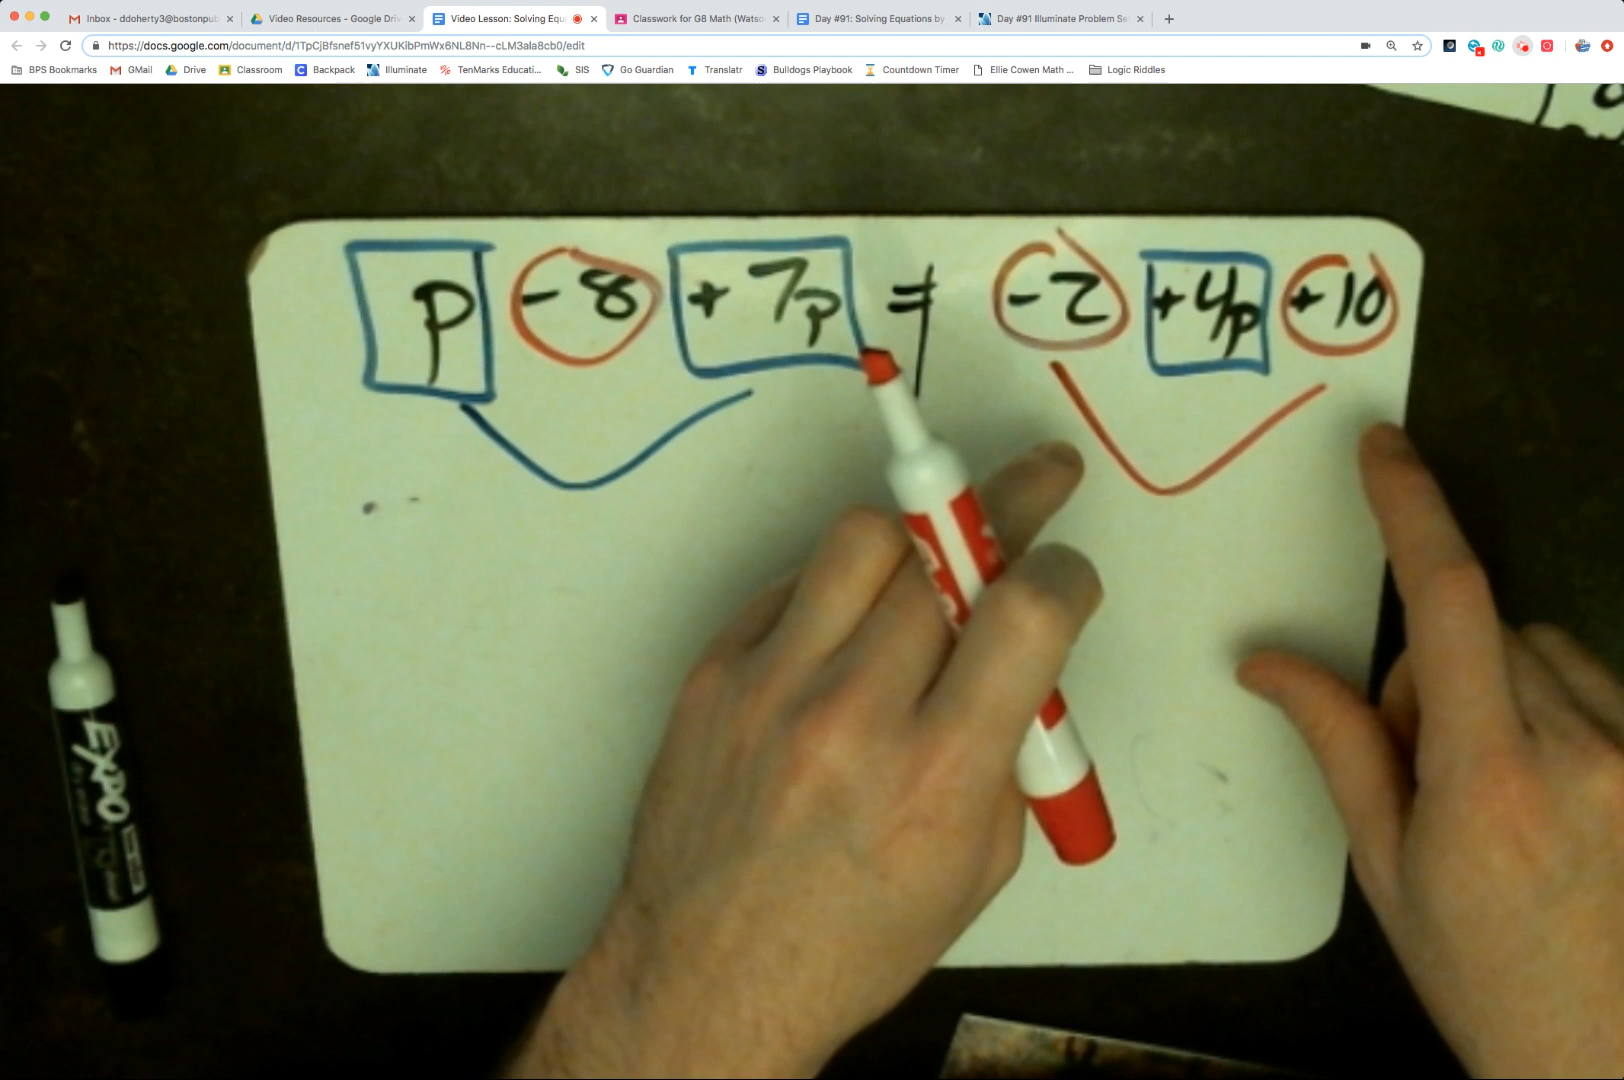 Inbox - ddoherty3@bostonpub
Video Resources - Google Driv
Video Lesson: Solving Equ
Classwork for G8 Math (Watso
Day #91: Solving Equations by
Day #91 Illuminate Problem Se
https://docs.google.com/document/d/1TpCjBfsnef51vyYXUKibPmWx6NL8Nn--cLM3ala8cb0/edit
BPS Bookmarks GMail Drive Classroom Backpack Illuminate TenMarks Educati... SIS Go Guardian Translatr Bulldogs Playbook Countdown Timer Ellie Cowen Math ... Logic Riddles
p - 8 + 7p = -2 + 4p + 10
EXPO